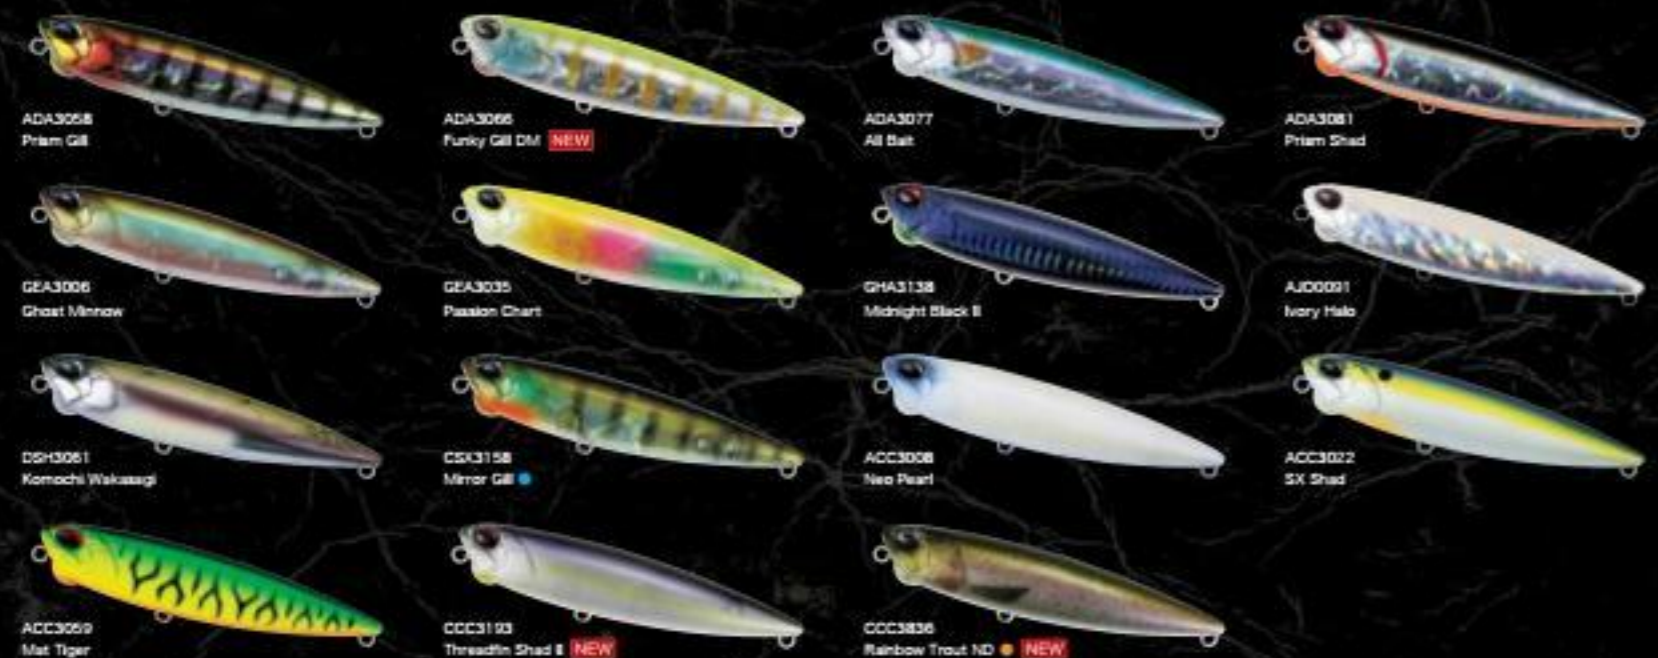 ADA3058
Prism Gill
ADA3066
Funky Gill DM NEW
ADA3077
All Bait
ADA3081
Prism Shad
GEA3006
Ghost Minnow
GEA3035
Passion Chart
GHA3138
Midnight Black II
AJO0091
Ivory Halo
DSH3061
Komochi Wakasagi
CSX3158
Mirror Gill
ACC3008
Neo Pearl
ACC3022
SX Shad
ACC3059
Mat Tiger
CCC3193
Threadfin Shad II NEW
CCC3836
Rainbow Trout ND NEW